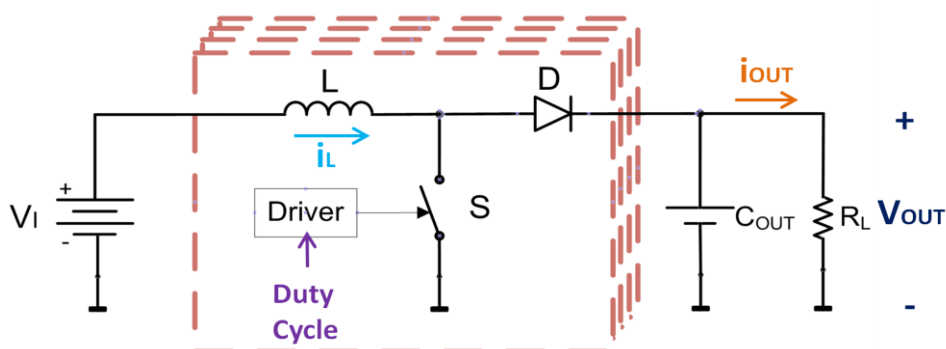 L
D
iOUT
+
iL
+
VI
-
Driver
S
COUT
RL
VOUT
Duty
Cycle
-